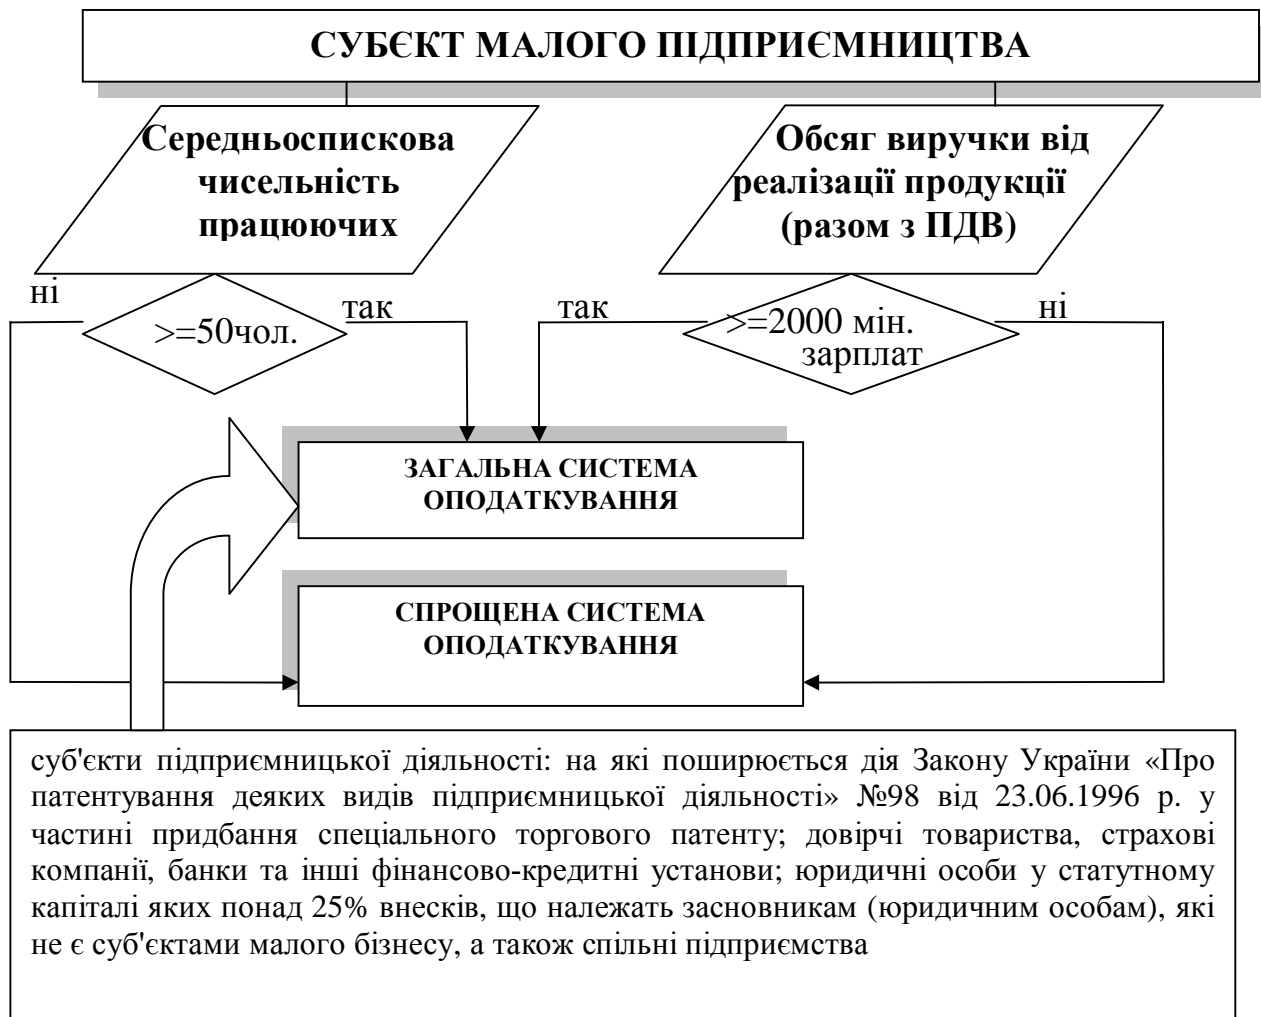 СУБЄКТ МАЛОГО ПІДПРИЄМНИЦТВА
Середньоспискова
чисельність
працюючих
Обсяг виручки від
реалізації продукції
(разом з ПДВ)
ні
>=50чол.
так
так
>=2000 мін.
зарплат
ні
ЗАГАЛЬНА СИСТЕМА
ОПОДАТКУВАННЯ
СПРОЩЕНА СИСТЕМА
ОПОДАТКУВАННЯ
суб'єкти підприємницької діяльності: на які поширюється дія Закону України «Про
патентування деяких видів підприємницької діяльності» №98 від 23.06.1996 р. у
частині придбання спеціального торгового патенту; довірчі товариства, страхові
компанії, банки та інші фінансово-кредитні установи; юридичні особи у статутному
капіталі яких понад 25% внесків, що належать засновникам (юридичним особам), які
не є суб'єктами малого бізнесу, а також спільні підприємства